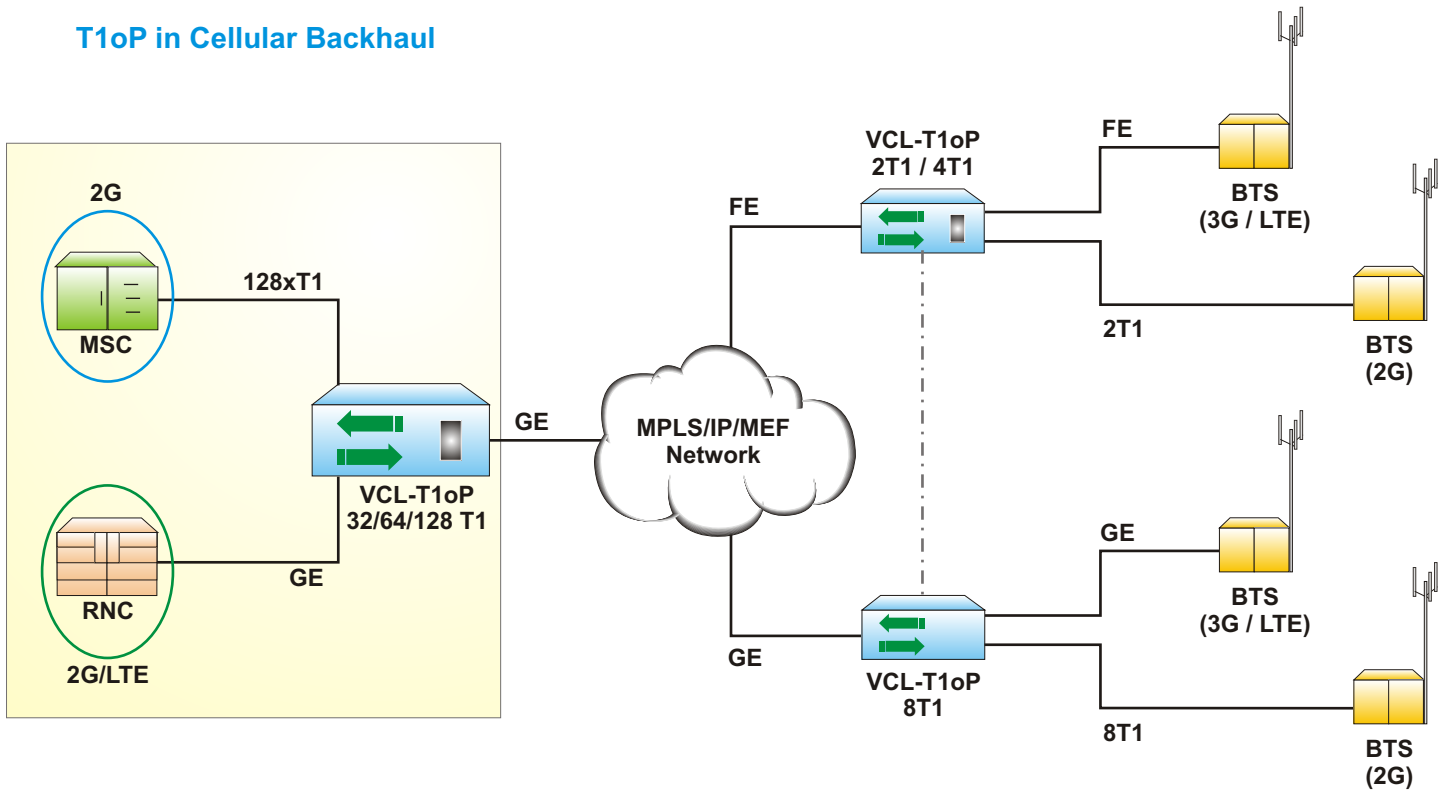 T1oP in Cellular Backhaul
2G
MSC
128xT1
VCL-T1oP
32/64/128 T1
RNC
2G/LTE
GE
GE
MPLS/IP/MEF
Network
FE
VCL-T1oP
2T1 / 4T1
FE
BTS
(3G / LTE)
2T1
BTS
(2G)
GE
VCL-T1oP
8T1
GE
BTS
(3G / LTE)
8T1
BTS
(2G)